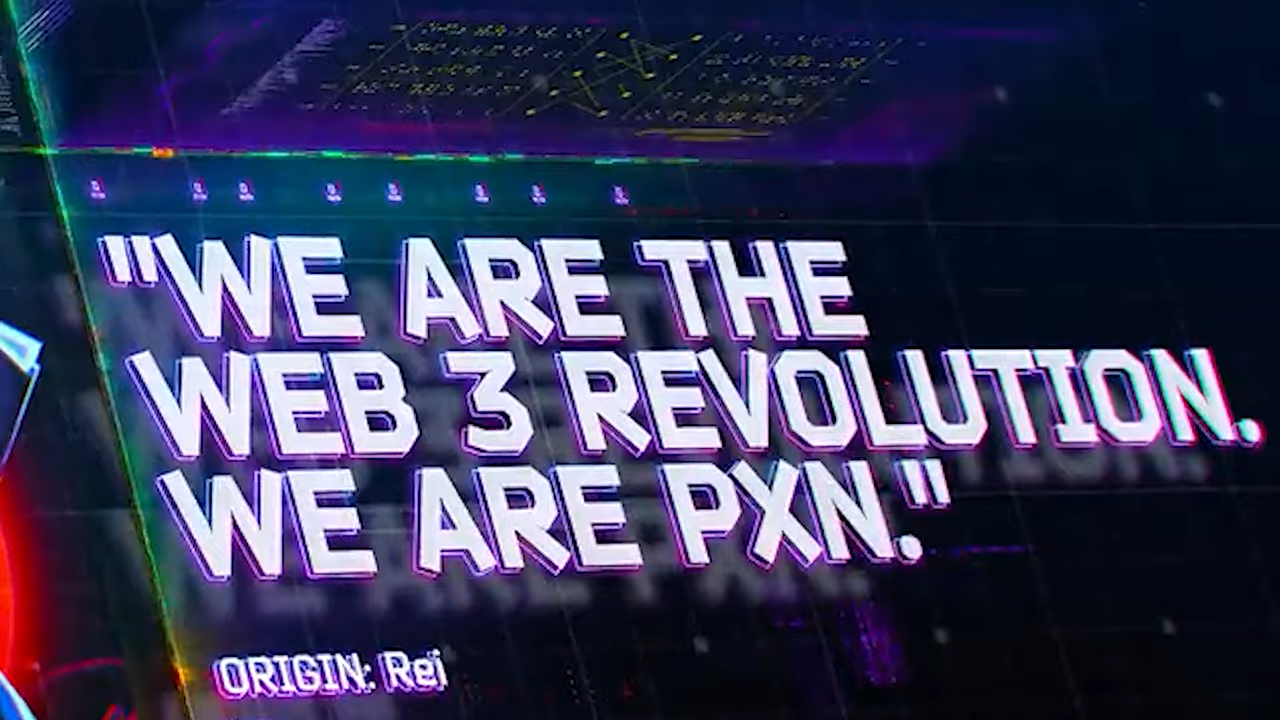 "WE ARE THE
WEB 3 REVOLUTION.
WE ARE PXN."
ORIGIN: Rei